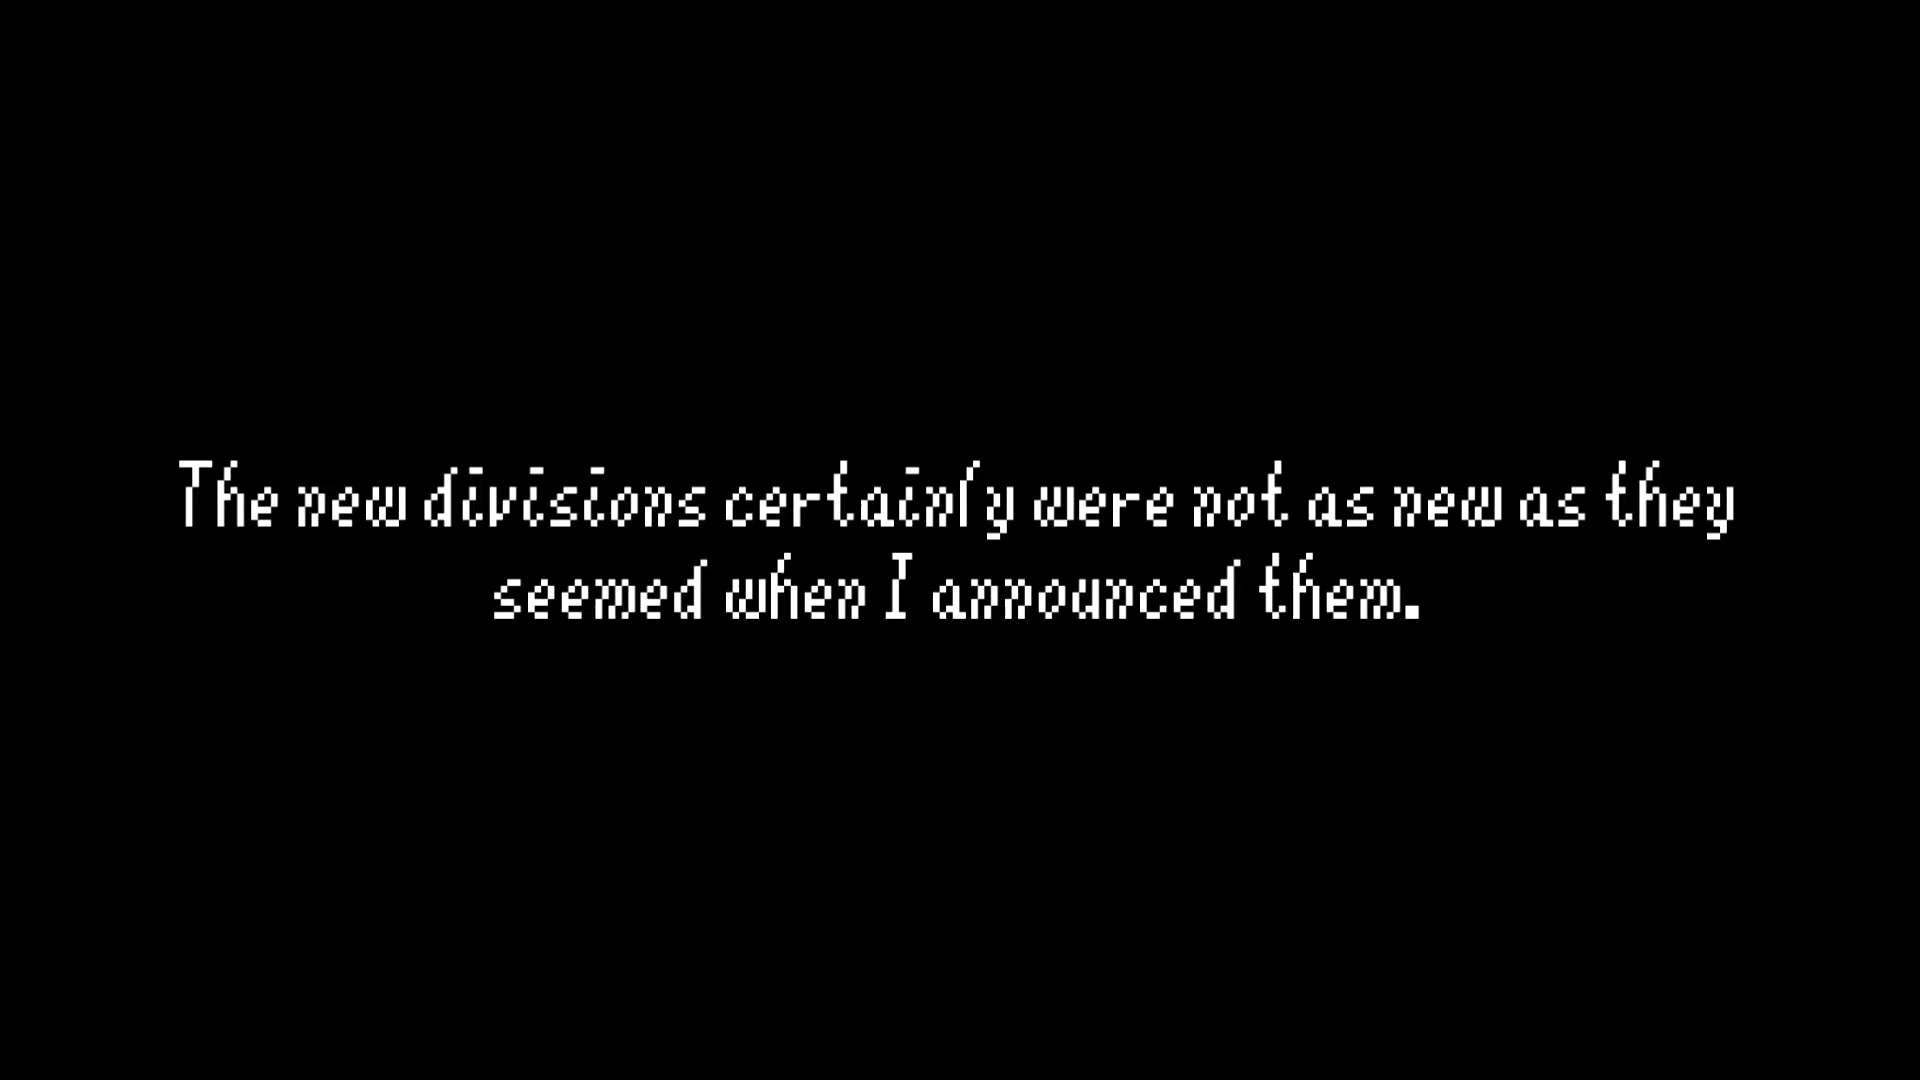 The new divisions certainly were not as new as they
seemed when I announced them.